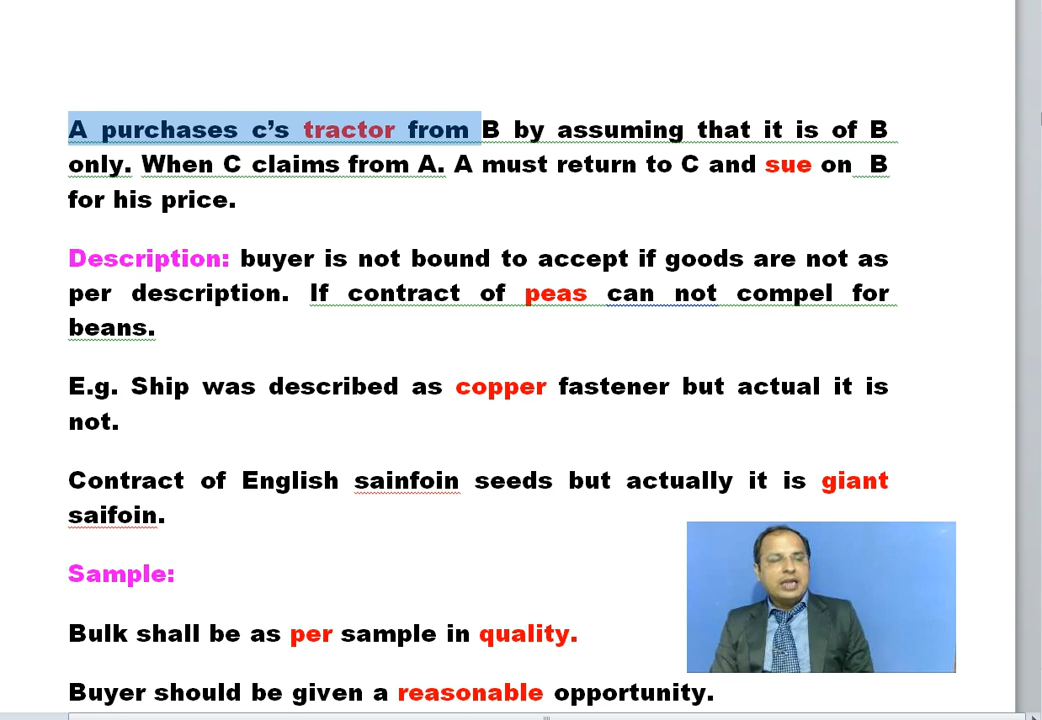 A purchases c’s tractor from B by assuming that it is of B
only. When C claims from A. A must return to C and sue on B
for his price.
Description: buyer is not bound to accept if goods are not as
per description. If contract of peas can not compel for
beans.
E.g. Ship was described as copper fastener but actual it is
not.
Contract of English sainfoin seeds but actually it is giant
saifoin.
Sample:
Bulk shall be as per sample in quality.
Buyer should be given a reasonable opportunity.